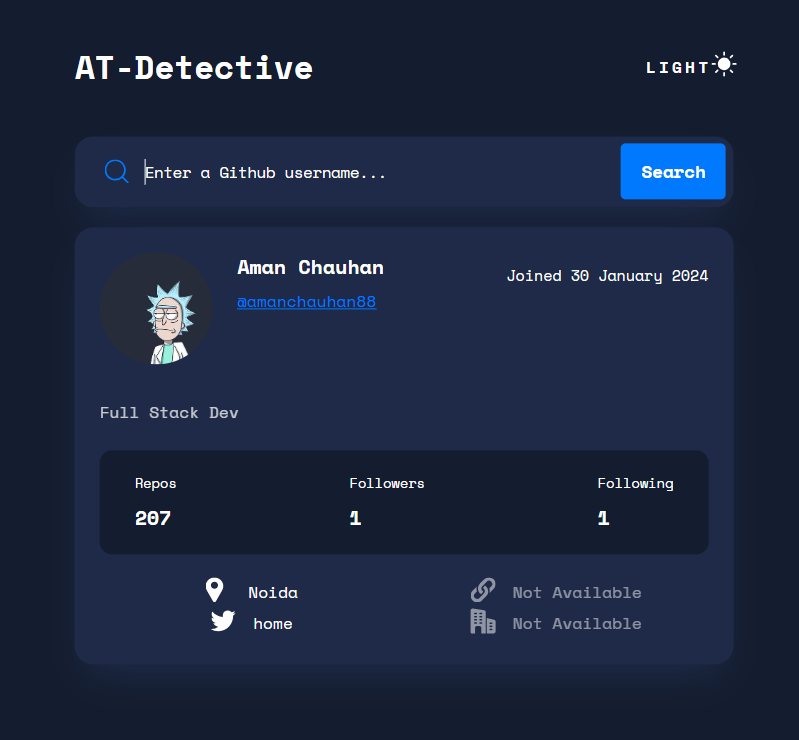 AT-Detective
LIGHT
Enter a Github username...
Search
Aman Chauhan
Joined 30 January 2024
@amanchauhan88
Full Stack Dev
Repos Followers Following
207 1 1
Noida Not Available
home Not Available